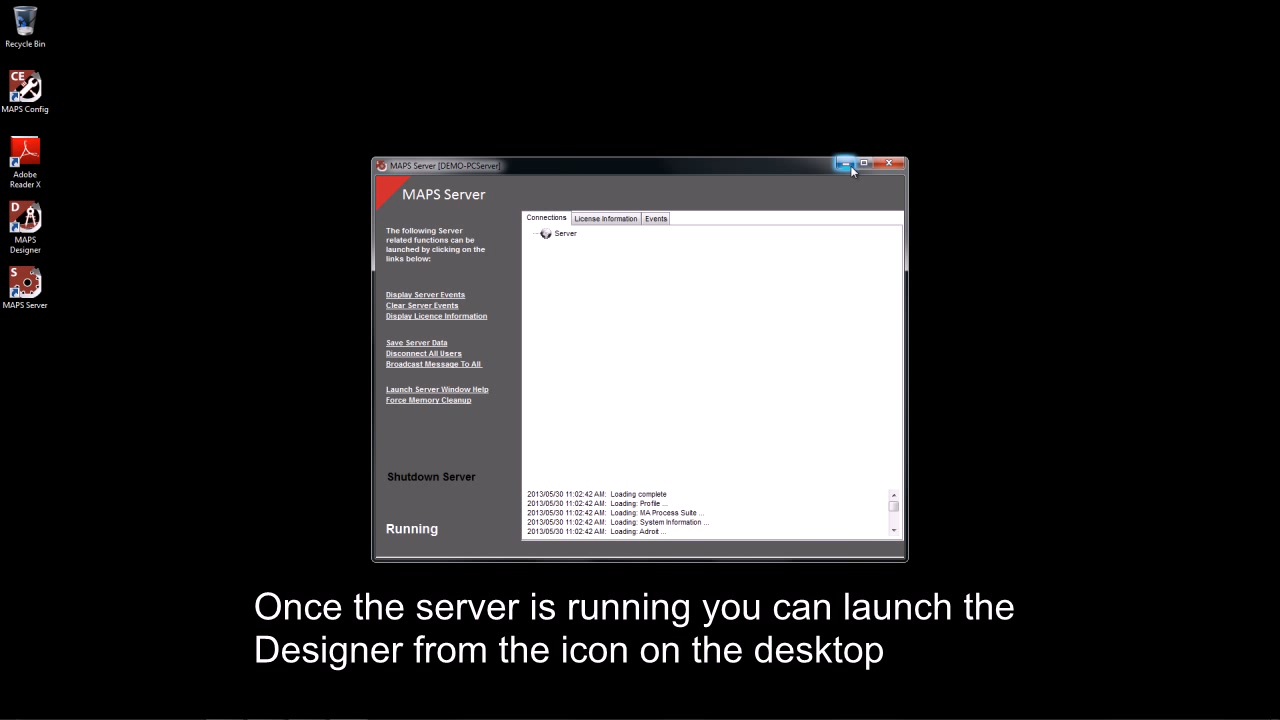 Recycle Bin
CE
MAPS Config
Adobe
Reader X
D
MAPS
Designer
S
MAPS Server
MAPS Server [DEMO-PCServer]
MAPS Server
The following Server
related functions can be
launched by clicking on the
links below:
Display Server Events
Clear Server Events
Display Licence Information
Save Server Data
Disconnect All Users
Broadcast Message To All
Launch Server Window Help
Force Memory Cleanup
Shutdown Server
Running
Connections License Information Events
Server
2013/05/30 11:02:42 AM: Loading complete
2013/05/30 11:02:42 AM: Loading: Profile ...
2013/05/30 11:02:42 AM: Loading: MA Process Suite ...
2013/05/30 11:02:42 AM: Loading: System Information ...
2013/05/30 11:02:42 AM: Loading: Adroit ...
Once the server is running you can launch the
Designer from the icon on the desktop